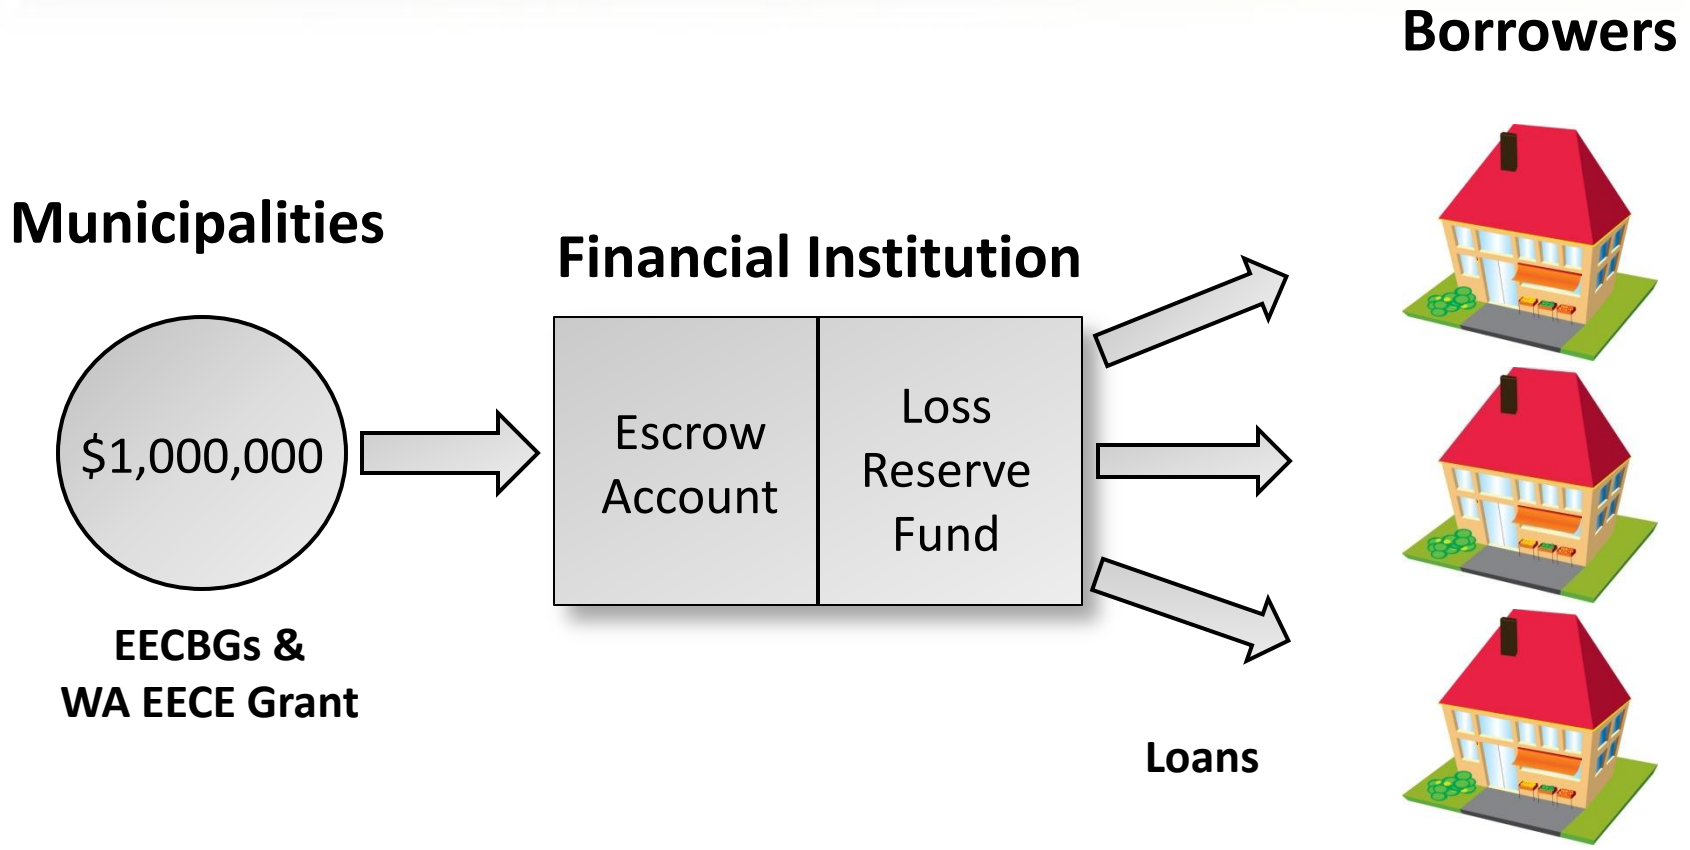 Borrowers
Municipalities
Financial Institution
$1,000,000
Escrow
Account
Loss
Reserve
Fund
EECBGs &
WA EECE Grant
Loans